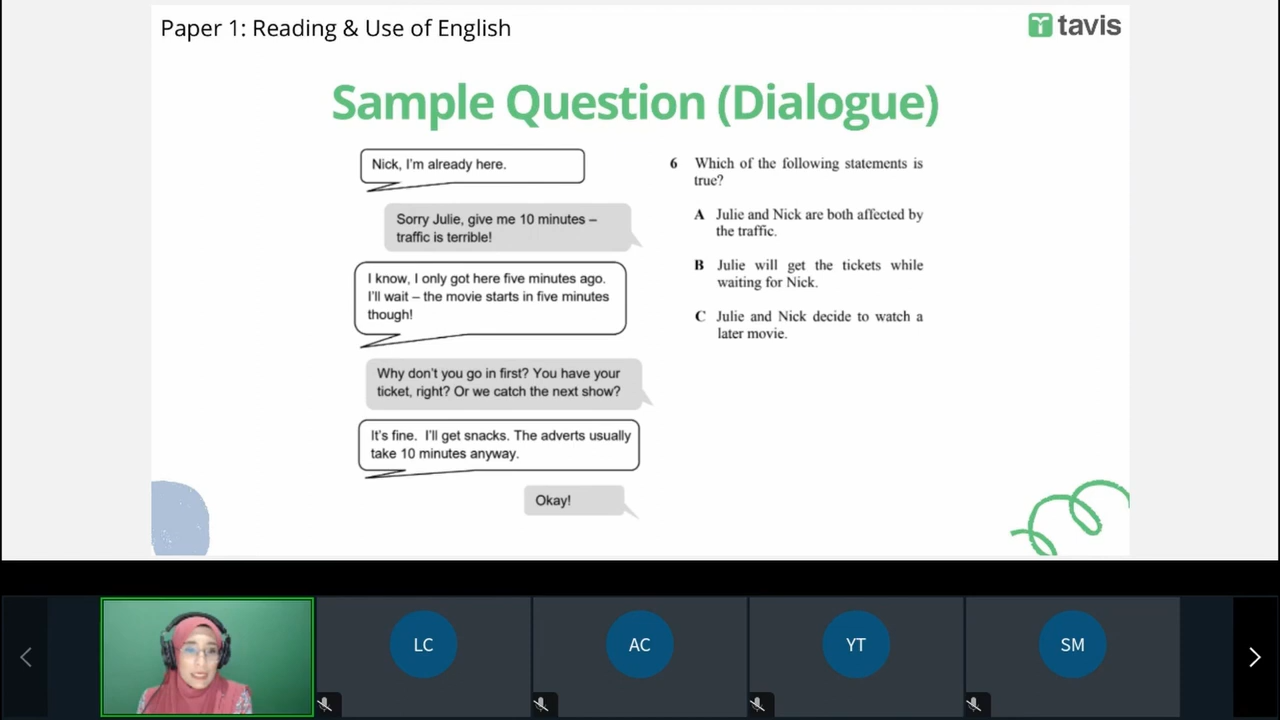 Paper 1: Reading & Use of English
tavis
Sample Question (Dialogue)
Nick, I'm already here.
Sorry Julie, give me 10 minutes –
traffic is terrible!
I know, I only got here five minutes ago.
I'll wait – the movie starts in five minutes
though!
Why don't you go in first? You have your
ticket, right? Or we catch the next show?
It's fine. I'll get snacks. The adverts usually
take 10 minutes anyway.
Okay!
6 Which of the following statements is
true?
A Julie and Nick are both affected by
the traffic.
B Julie will get the tickets while
waiting for Nick.
C Julie and Nick decide to watch a
later movie.
LC
AC
YT
SM